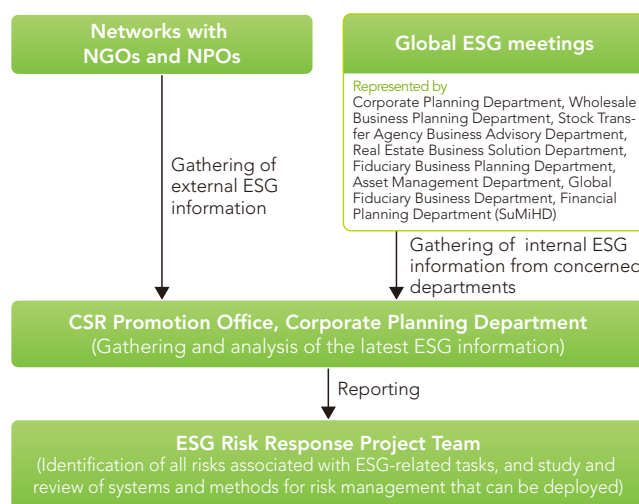 Networks with
NGOs and NPOs
Global ESG meetings
Represented by
Corporate Planning Department, Wholesale
Business Planning Department, Stock Trans-
fer Agency Business Advisory Department,
Real Estate Business Solution Department,
Fiduciary Business Planning Department,
Asset Management Department, Global
Fiduciary Business Department, Financial
Planning Department (SuMiHD)
Gathering of
external ESG
information
Gathering of internal ESG
information from concerned
departments
CSR Promotion Office, Corporate Planning Department
(Gathering and analysis of the latest ESG information)
Reporting
ESG Risk Response Project Team
(Identification of all risks associated with ESG-related tasks, and study and
review of systems and methods for risk management that can be deployed)